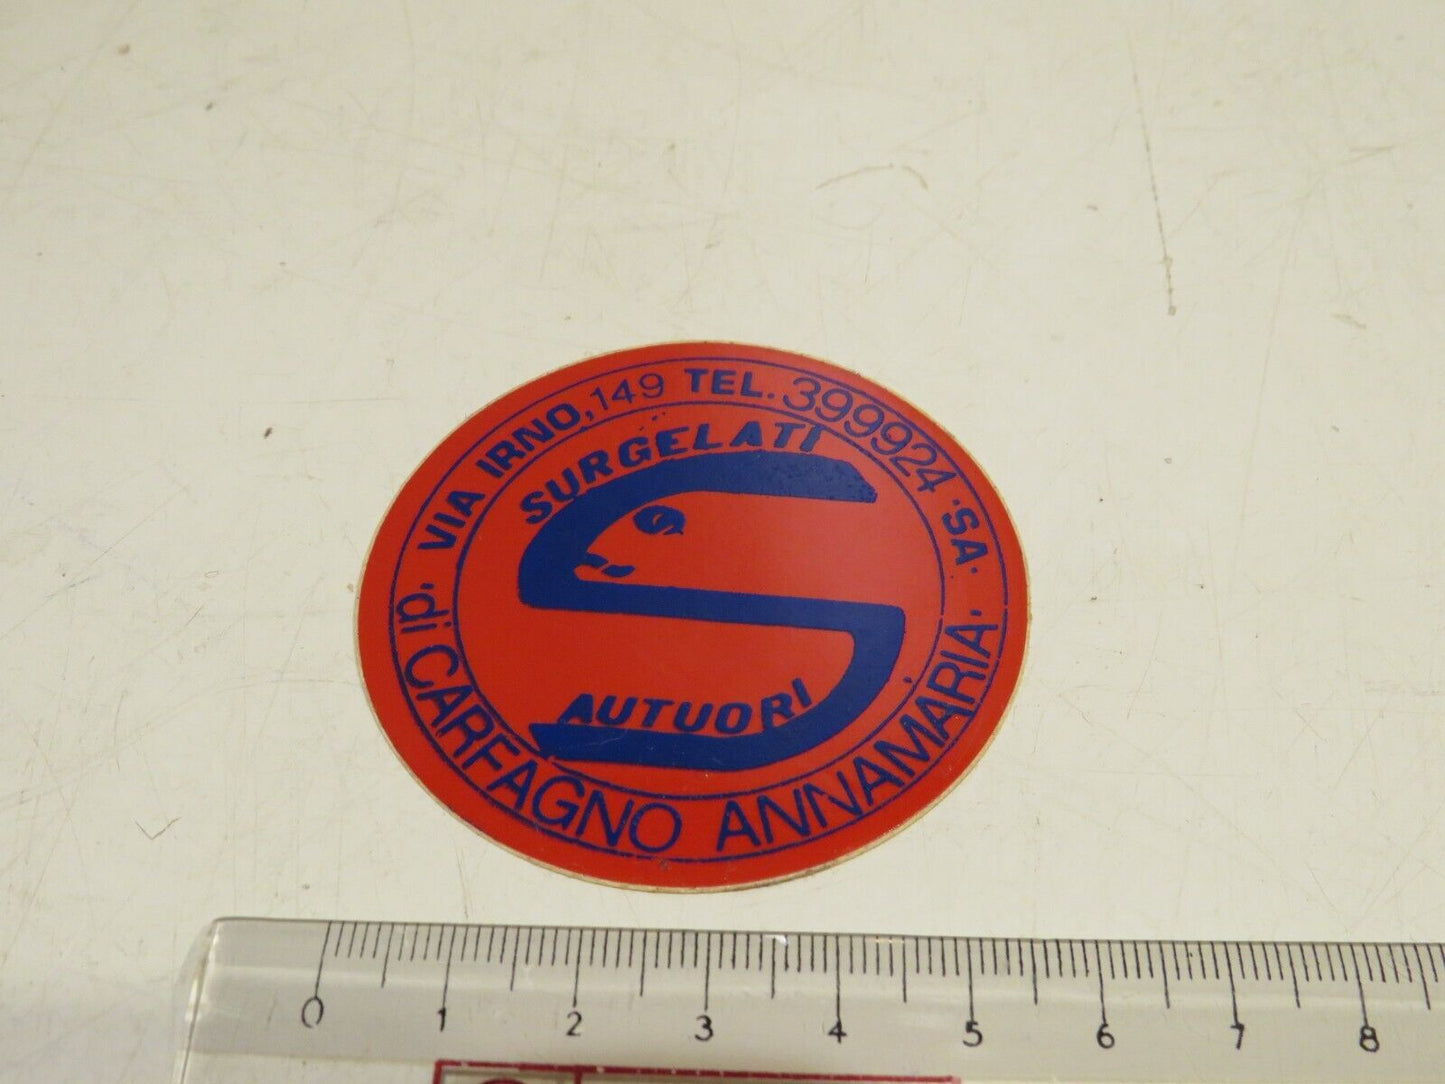 · VIA IRNO, 149 TEL. 399924 · SA ·
SURGELATI
AUTUORI
· di CARFAGNO ANNAMARIA ·
0 1 2 3 4 5 6 7 8